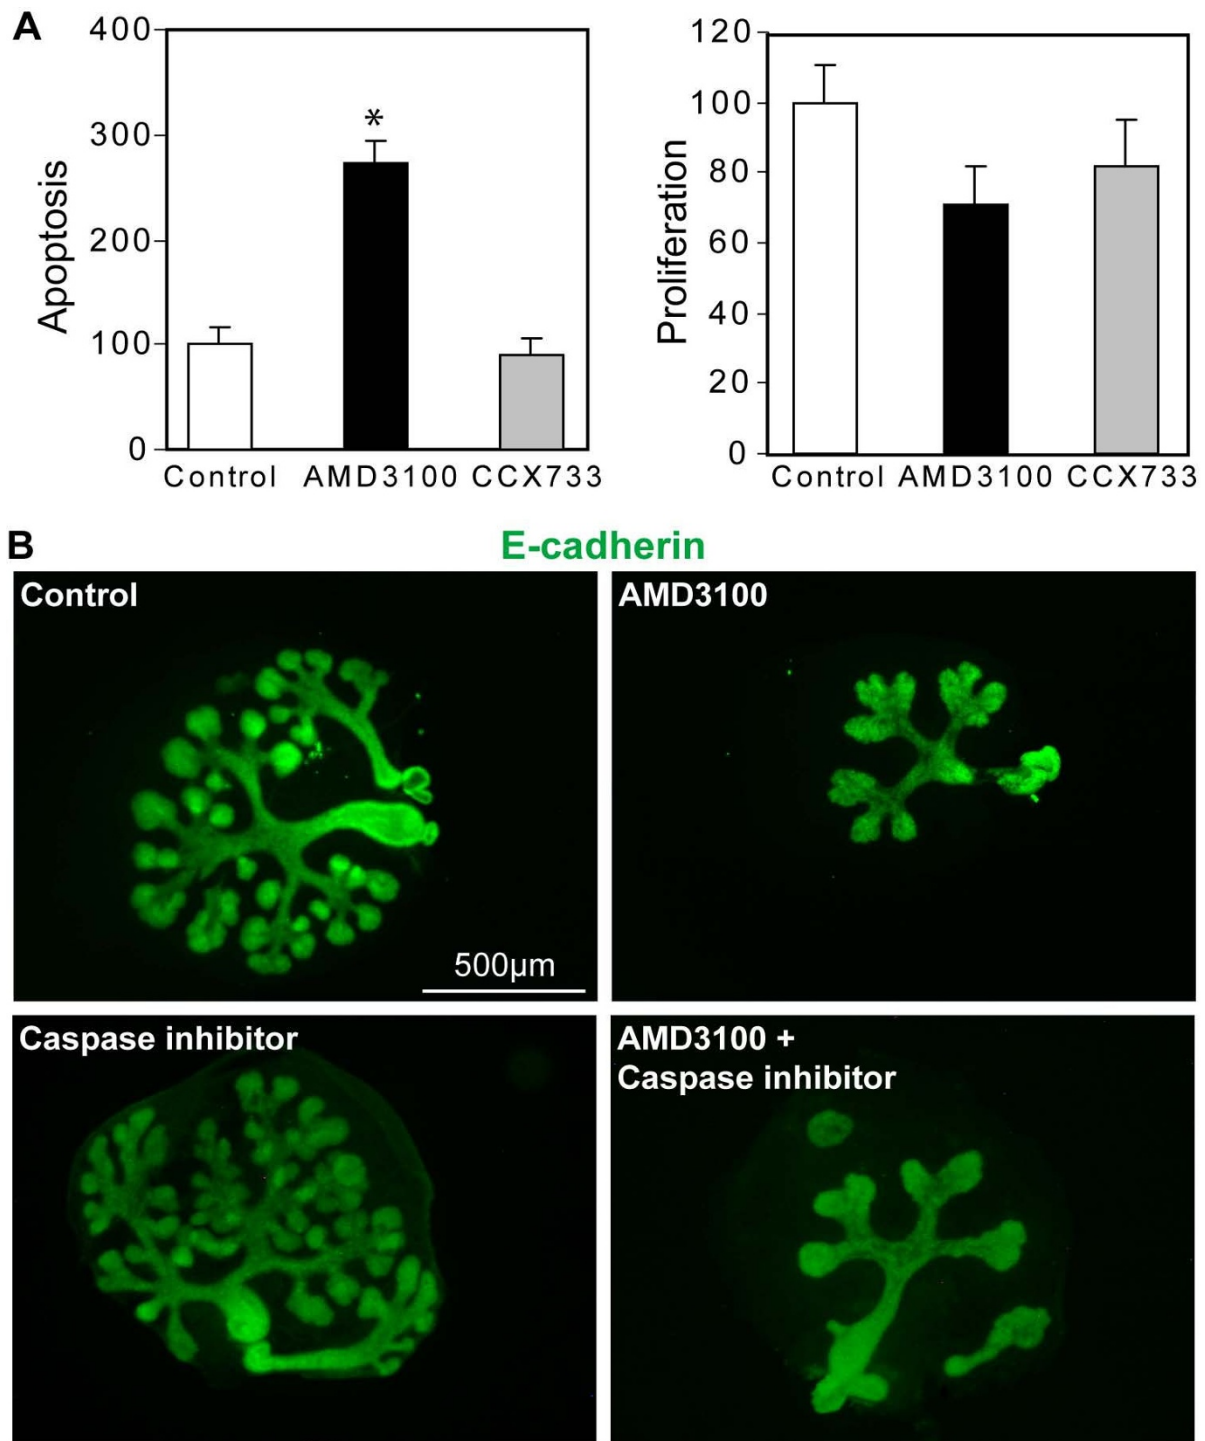 A
400
300
200
100
0
Apoptosis
*
Control AMD3100 CCX733
120
100
80
60
40
20
0
Proliferation
Control AMD3100 CCX733
B
E-cadherin
Control
500μm
AMD3100
Caspase inhibitor
AMD3100 +
Caspase inhibitor